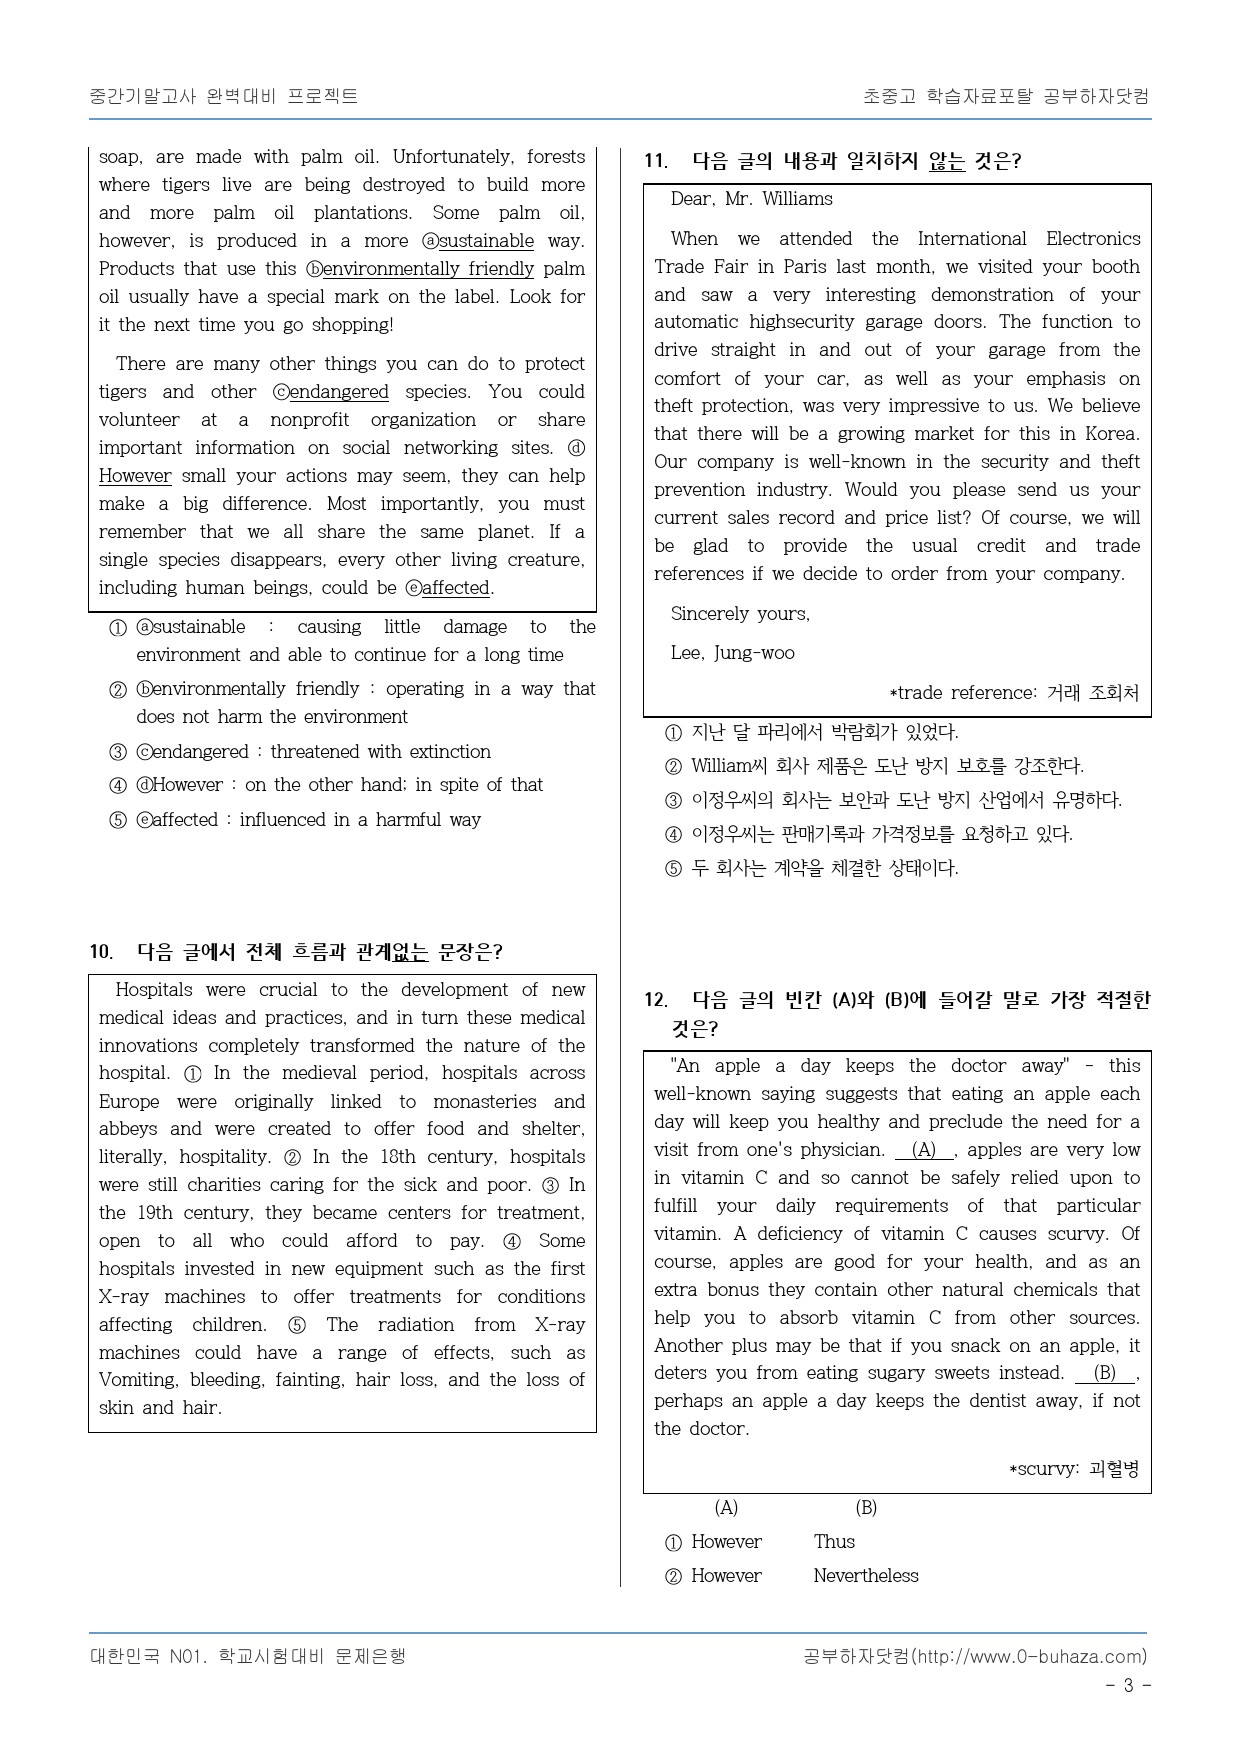 중간기말고사 완벽대비 프로젝트
초중고 학습자료포탈 공부하자닷컴
soap, are made with palm oil. Unfortunately, forests
where tigers live are being destroyed to build more
and more palm oil plantations. Some palm oil,
however, is produced in a more ⓐsustainable way.
Products that use this ⓑenvironmentally friendly palm
oil usually have a special mark on the label. Look for
it the next time you go shopping!
There are many other things you can do to protect
tigers and other ⓒendangered species. You could
volunteer at a nonprofit organization or share
important information on social networking sites. ⓓ
However small your actions may seem, they can help
make a big difference. Most importantly, you must
remember that we all share the same planet. If a
single species disappears, every other living creature,
including human beings, could be ⓔaffected.
① ⓐsustainable : causing little damage to the
environment and able to continue for a long time
② ⓑenvironmentally friendly : operating in a way that
does not harm the environment
③ ⓒendangered : threatened with extinction
④ ⓓHowever : on the other hand; in spite of that
⑤ ⓔaffected : influenced in a harmful way
10. 다음 글에서 전체 흐름과 관계없는 문장은?
Hospitals were crucial to the development of new
medical ideas and practices, and in turn these medical
innovations completely transformed the nature of the
hospital. ① In the medieval period, hospitals across
Europe were originally linked to monasteries and
abbeys and were created to offer food and shelter,
literally, hospitality. ② In the 18th century, hospitals
were still charities caring for the sick and poor. ③ In
the 19th century, they became centers for treatment,
open to all who could afford to pay. ④ Some
hospitals invested in new equipment such as the first
X-ray machines to offer treatments for conditions
affecting children. ⑤ The radiation from X-ray
machines could have a range of effects, such as
Vomiting, bleeding, fainting, hair loss, and the loss of
skin and hair.
11. 다음 글의 내용과 일치하지 않는 것은?
Dear, Mr. Williams
When we attended the International Electronics
Trade Fair in Paris last month, we visited your booth
and saw a very interesting demonstration of your
automatic highsecurity garage doors. The function to
drive straight in and out of your garage from the
comfort of your car, as well as your emphasis on
theft protection, was very impressive to us. We believe
that there will be a growing market for this in Korea.
Our company is well-known in the security and theft
prevention industry. Would you please send us your
current sales record and price list? Of course, we will
be glad to provide the usual credit and trade
references if we decide to order from your company.
Sincerely yours,
Lee, Jung-woo
*trade reference: 거래 조회처
① 지난 달 파리에서 박람회가 있었다.
② William씨 회사 제품은 도난 방지 보호를 강조한다.
③ 이정우씨의 회사는 보안과 도난 방지 산업에서 유명하다.
④ 이정우씨는 판매기록과 가격정보를 요청하고 있다.
⑤ 두 회사는 계약을 체결한 상태이다.
12. 다음 글의 빈칸 (A)와 (B)에 들어갈 말로 가장 적절한
것은?
"An apple a day keeps the doctor away" - this
well-known saying suggests that eating an apple each
day will keep you healthy and preclude the need for a
visit from one's physician. (A) , apples are very low
in vitamin C and so cannot be safely relied upon to
fulfill your daily requirements of that particular
vitamin. A deficiency of vitamin C causes scurvy. Of
course, apples are good for your health, and as an
extra bonus they contain other natural chemicals that
help you to absorb vitamin C from other sources.
Another plus may be that if you snack on an apple, it
deters you from eating sugary sweets instead. (B) ,
perhaps an apple a day keeps the dentist away, if not
the doctor.
*scurvy: 괴혈병
(A) (B)
① However Thus
② However Nevertheless
대한민국 N01. 학교시험대비 문제은행
공부하자닷컴(http://www.0-buhaza.com)
- 3 -